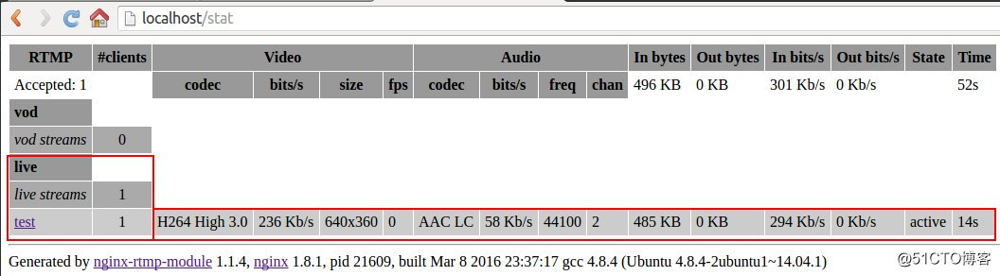 localhost/stat
RTMP #clients Video Audio In bytes Out bytes In bits/s Out bits/s State Time
Accepted: 1 codec bits/s size fps codec bits/s freq chan 496 KB 0 KB 301 Kb/s 0 Kb/s 52s
vod
vod streams 0
live
live streams 1
test 1 H264 High 3.0 236 Kb/s 640x360 0 AAC LC 58 Kb/s 44100 2 485 KB 0 KB 294 Kb/s 0 Kb/s active 14s
Generated by nginx-rtmp-module 1.1.4, nginx 1.8.1, pid 21609, built Mar 8 2016 23:37:17 gcc 4.8.4 (Ubuntu 4.8.4-2ubuntu1~14.04.1)
@51CTO博客